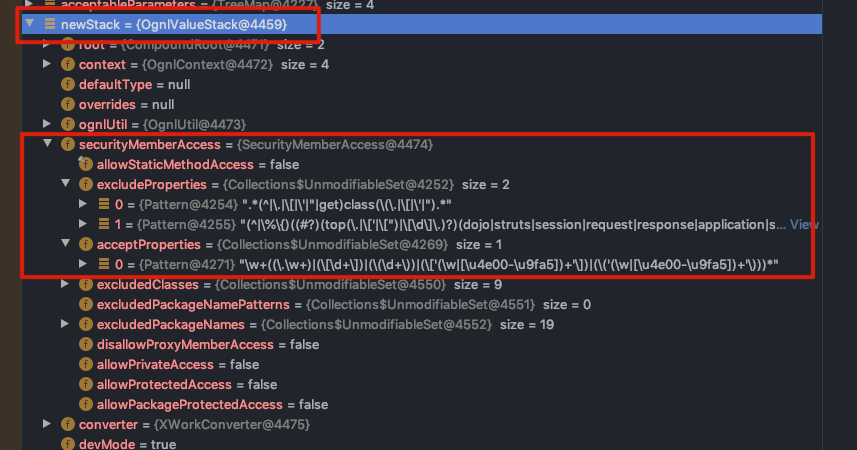 acceptableParameters = {TreeMap@4227} size = 4
newStack = {OgnlValueStack@4459}
f root = {CompoundRoot@4471} size = 2
f context = {OgnlContext@4472} size = 4
f defaultType = null
f overrides = null
f ognlUtil = {OgnlUtil@4473}
f securityMemberAccess = {SecurityMemberAccess@4474}
f allowStaticMethodAccess = false
f excludeProperties = {Collections$UnmodifiableSet@4252} size = 2
0 = {Pattern@4254} ".*(^|\.|\[|\'|"|get)class(\(\.|\[|\'|").*"
1 = {Pattern@4255} "(^|\%\{)((#?)(top(\.|\['|\[")|\[\d\]\.)?)(dojo|struts|session|request|response|application|s... View
f acceptProperties = {Collections$UnmodifiableSet@4269} size = 1
0 = {Pattern@4271} "\w+((\.\w+)|(\[\d+\])|(\(\d+\))|(\['(\w|[\u4e00-\u9fa5])+'\])|(\('(\w|[\u4e00-\u9fa5])+'\)))*"
f excludedClasses = {Collections$UnmodifiableSet@4550} size = 9
f excludedPackageNamePatterns = {Collections$UnmodifiableSet@4551} size = 0
f excludedPackageNames = {Collections$UnmodifiableSet@4552} size = 19
f disallowProxyMemberAccess = false
f allowPrivateAccess = false
f allowProtectedAccess = false
f allowPackageProtectedAccess = false
f converter = {XWorkConverter@4475}
f devMode = true